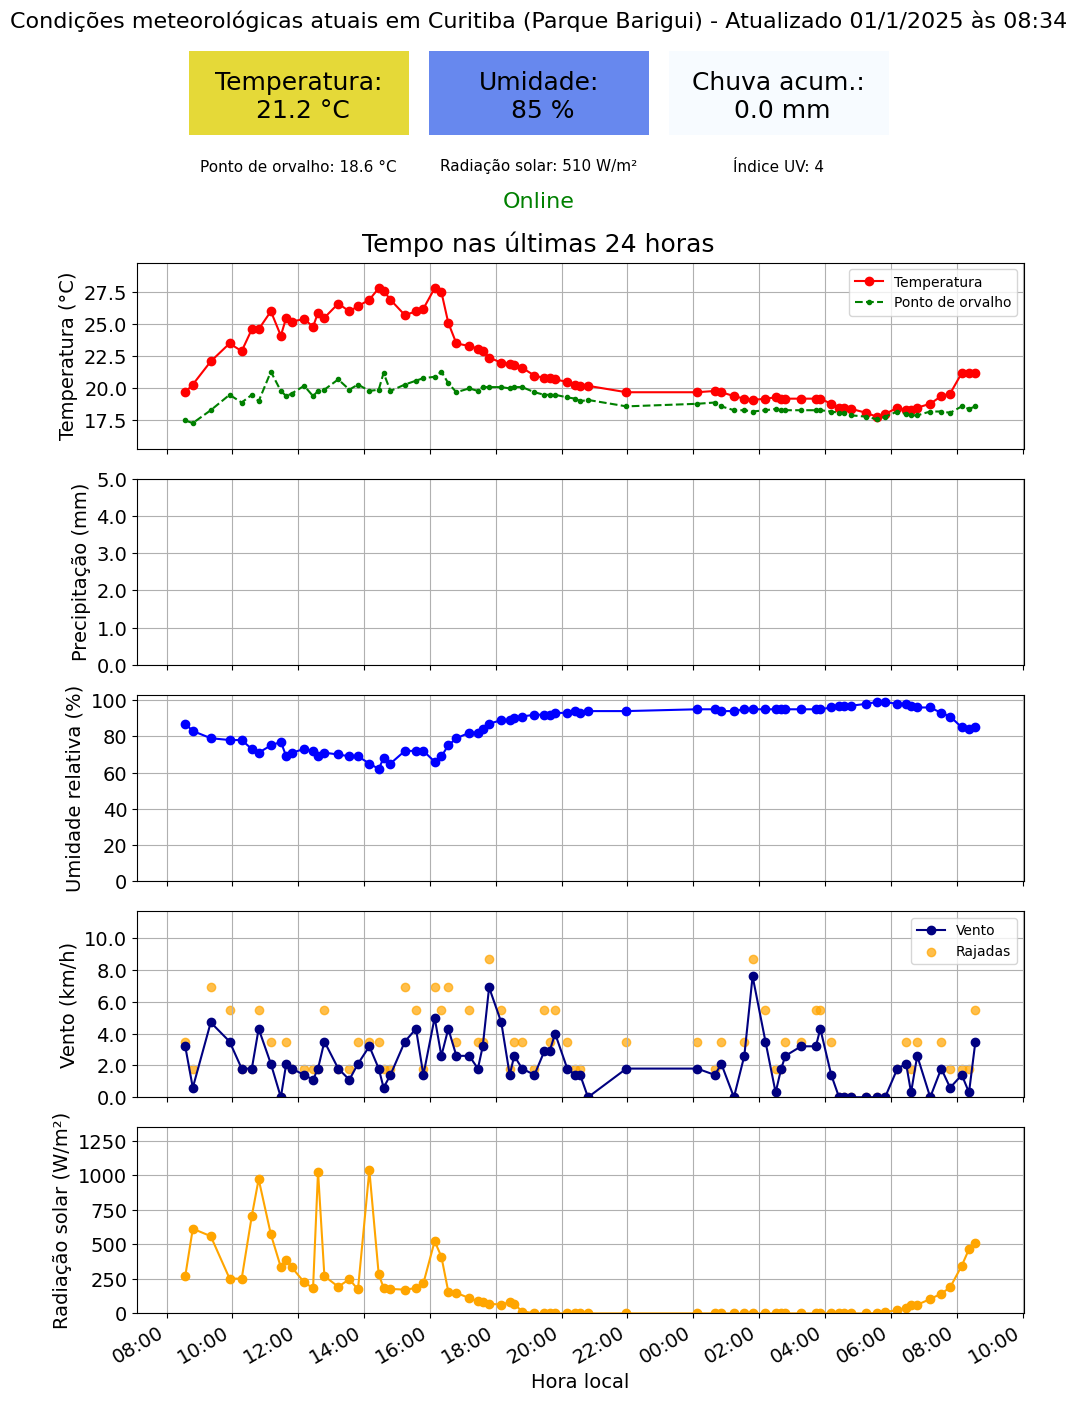 Condições meteorológicas atuais em Curitiba (Parque Barigui) - Atualizado 01/1/2025 às 08:34
Temperatura:
21.2 °C
Umidade:
85 %
Chuva acum.:
0.0 mm
Ponto de orvalho: 18.6 °C
Radiação solar: 510 W/m²
Índice UV: 4
Online
Tempo nas últimas 24 horas
Temperatura (°C)
27.5
25.0
22.5
20.0
17.5
Temperatura
Ponto de orvalho
Precipitação (mm)
5.0
4.0
3.0
2.0
1.0
0.0
Umidade relativa (%)
100
80
60
40
20
0
Vento (km/h)
10.0
8.0
6.0
4.0
2.0
0.0
Vento
Rajadas
Radiação solar (W/m²)
1250
1000
750
500
250
0
08:00
10:00
12:00
14:00
16:00
18:00
20:00
22:00
00:00
02:00
04:00
06:00
08:00
10:00
Hora local